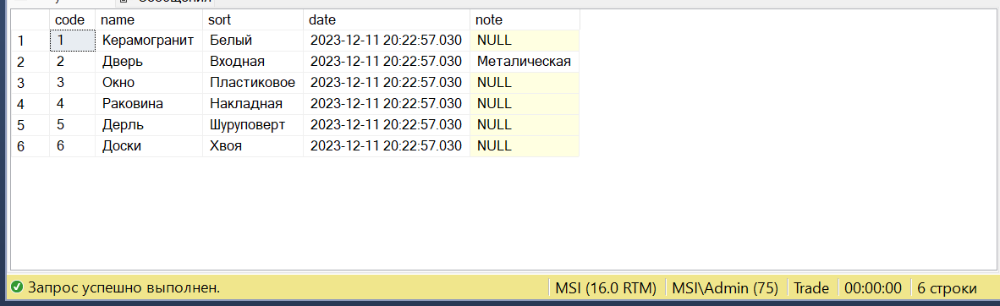 Сообщения
code name sort date note
1 1 Керамогранит Белый 2023-12-11 20:22:57.030 NULL
2 2 Дверь Входная 2023-12-11 20:22:57.030 Металическая
3 3 Окно Пластиковое 2023-12-11 20:22:57.030 NULL
4 4 Раковина Накладная 2023-12-11 20:22:57.030 NULL
5 5 Дерль Шуруповерт 2023-12-11 20:22:57.030 NULL
6 6 Доски Хвоя 2023-12-11 20:22:57.030 NULL
Запрос успешно выполнен. MSI (16.0 RTM) MSI\Admin (75) Trade 00:00:00 6 строки